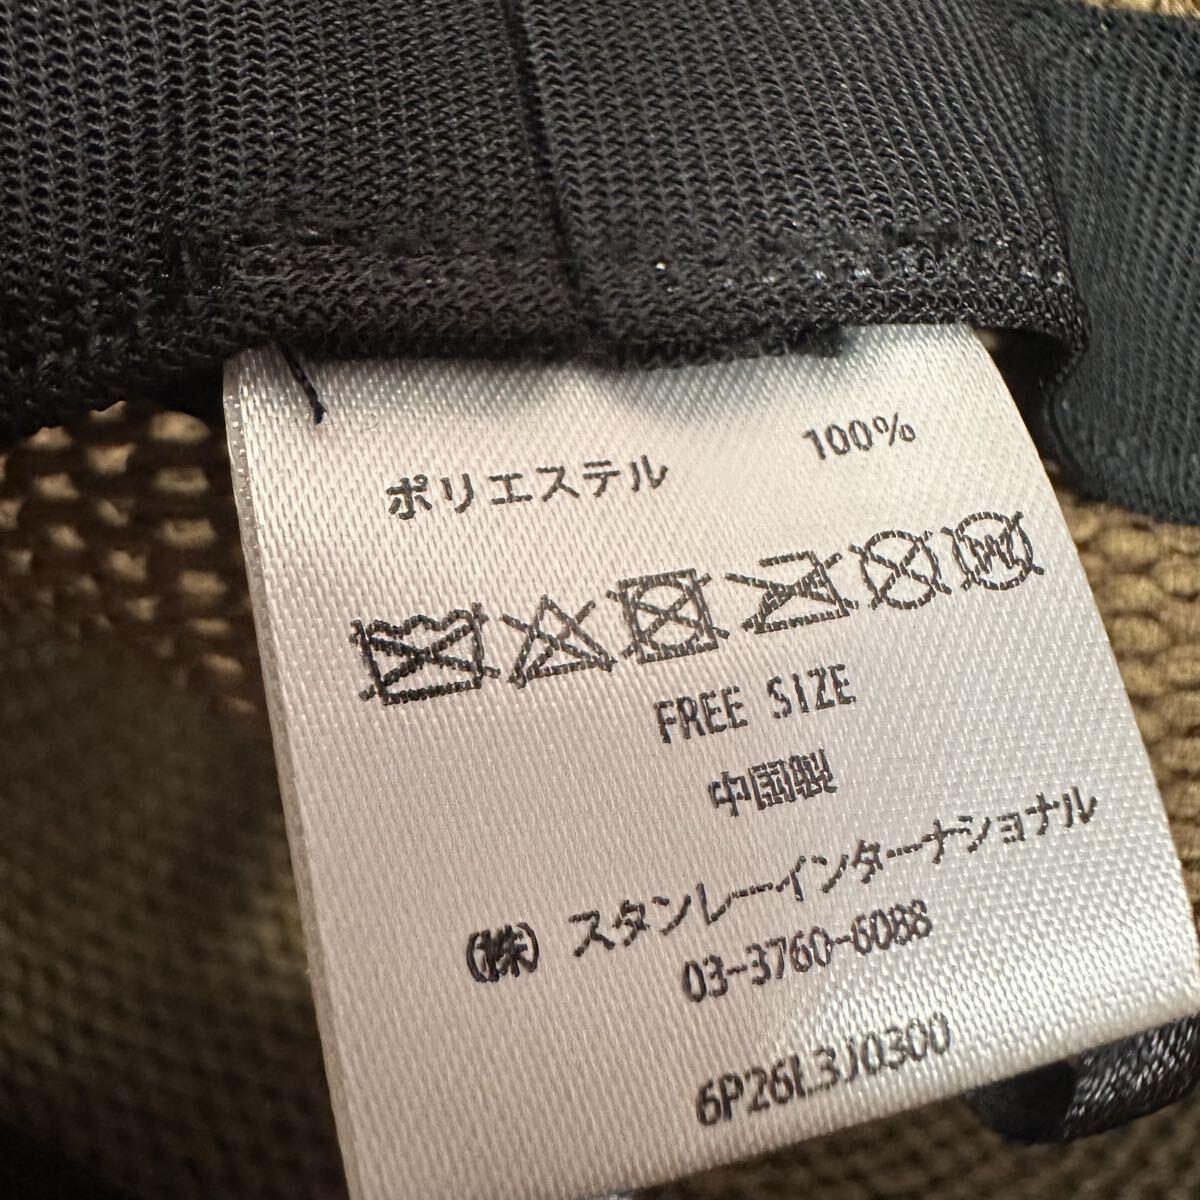 ポリエステル 100%
FREE SIZE
中国製
(株) スタンレーインターナショナル
03-3760-6088
6P26L3J0300